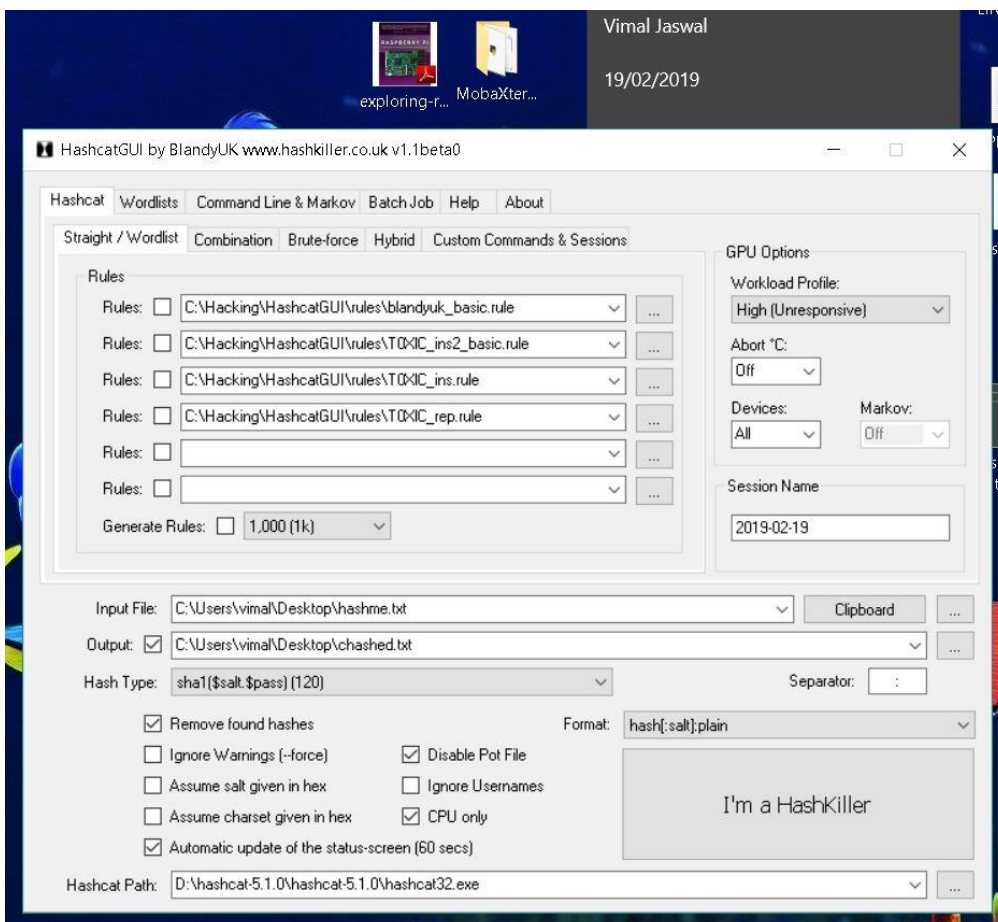 Vimal Jaswal
19/02/2019
RASPBERRY PI
exploring-r...
MobaXter...
HashcatGUI by BlandyUK www.hashkiller.co.uk v1.1beta0
Hashcat Wordlists Command Line & Markov Batch Job Help About
Straight / Wordlist Combination Brute-force Hybrid Custom Commands & Sessions
Rules
Rules: C:\Hacking\HashcatGUI\rules\blandyuk_basic.rule ...
Rules: C:\Hacking\HashcatGUI\rules\T0XIC_ins2_basic.rule ...
Rules: C:\Hacking\HashcatGUI\rules\T0XIC_ins.rule ...
Rules: C:\Hacking\HashcatGUI\rules\T0XIC_rep.rule ...
Rules: ...
Rules: ...
Generate Rules: 1,000 (1k)
GPU Options
Workload Profile:
High (Unresponsive)
Abort °C:
Off
Devices: Markov:
All Off
Session Name
2019-02-19
Input File: C:\Users\vimal\Desktop\hashme.txt Clipboard ...
Output: C:\Users\vimal\Desktop\chashed.txt ...
Hash Type: sha1($salt.$pass) (120) Separator: :
Remove found hashes Format: hash[:salt]:plain
Ignore Warnings (--force) Disable Pot File
Assume salt given in hex Ignore Usernames
Assume charset given in hex CPU only
Automatic update of the status-screen (60 secs)
I'm a HashKiller
Hashcat Path: D:\hashcat-5.1.0\hashcat-5.1.0\hashcat32.exe ...